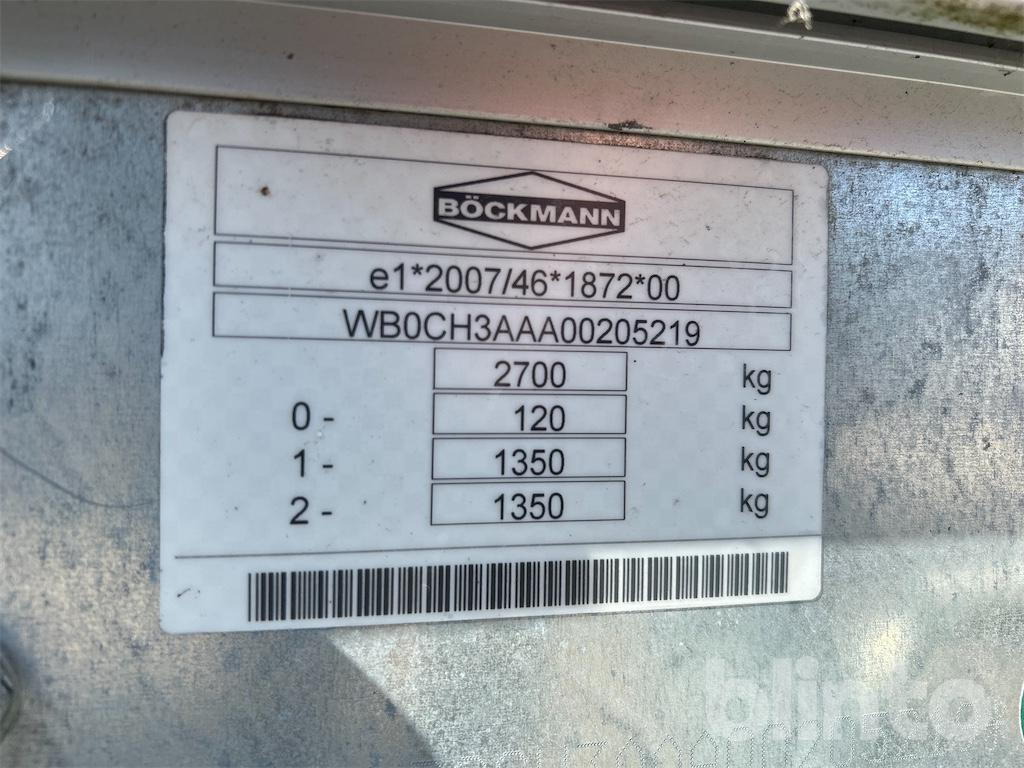 BÖCKMANN
e1*2007/46*1872*00
WB0CH3AAA00205219
2700 kg
0 - 120 kg
1 - 1350 kg
2 - 1350 kg
blinto